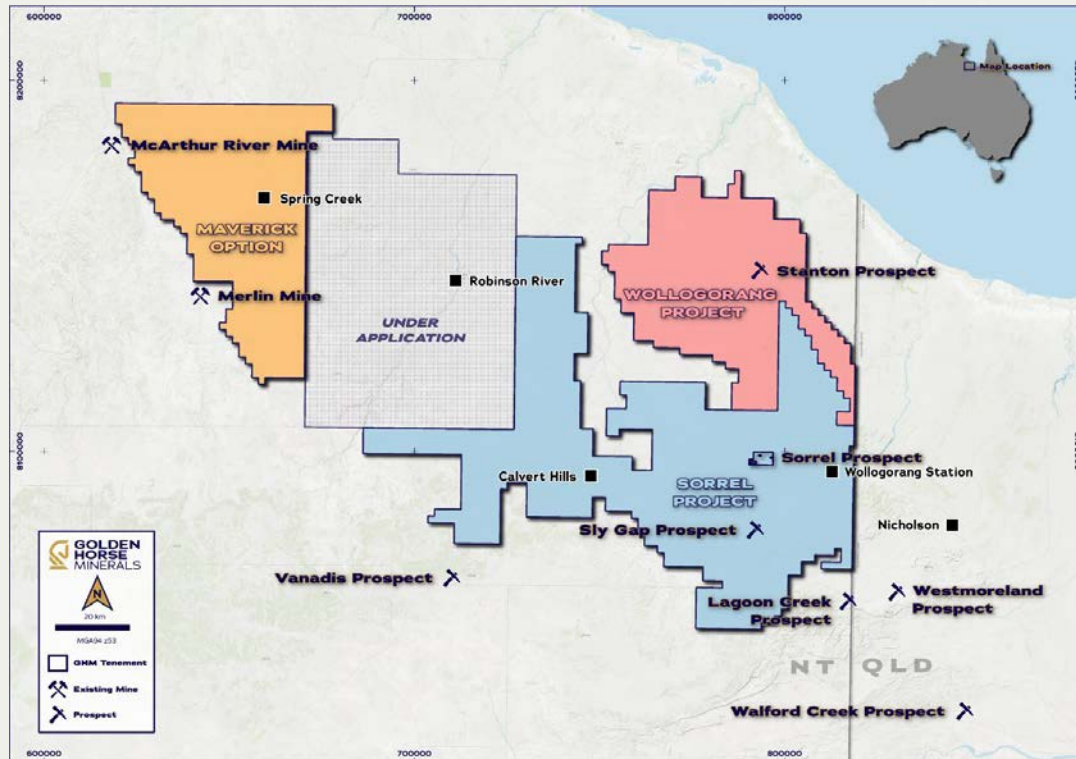 600000
700000
800000
8200000
Map Location
McArthur River Mine
Spring Creek
MAVERICK
OPTION
Stanton Prospect
Robinson River
Merlin Mine
WOLLOGORANG
PROJECT
UNDER
APPLICATION
8100000
Sorrel Prospect
Calvert Hills
Wollogorang Station
SORREL
PROJECT
Sly Gap Prospect
Nicholson
GOLDEN
HORSE
MINERALS
N
20 km
MGA94 z53
GHM Tenement
Existing Mine
Prospect
Vanadis Prospect
Lagoon Creek
Prospect
Westmoreland
Prospect
NT QLD
Walford Creek Prospect
600000
700000
800000